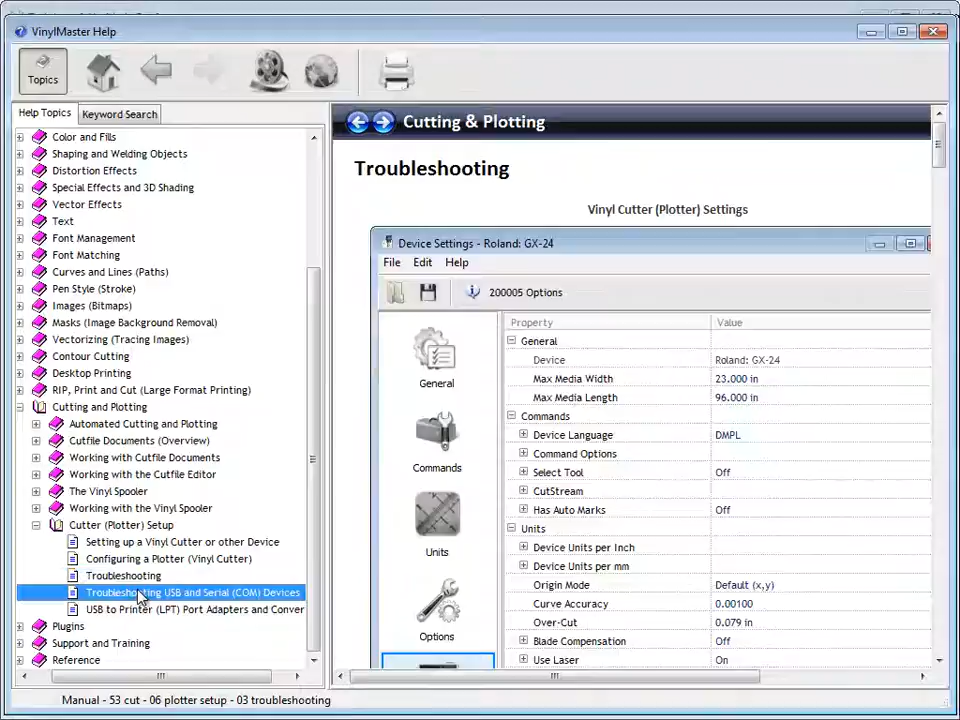 VinylMaster Help
Topics
Help Topics
Keyword Search
Color and Fills
Shaping and Welding Objects
Distortion Effects
Special Effects and 3D Shading
Vector Effects
Text
Font Management
Font Matching
Curves and Lines (Paths)
Pen Style (Stroke)
Images (Bitmaps)
Masks (Image Background Removal)
Vectorizing (Tracing Images)
Contour Cutting
Desktop Printing
RIP, Print and Cut (Large Format Printing)
Cutting and Plotting
Automated Cutting and Plotting
Cutfile Documents (Overview)
Working with Cutfile Documents
Working with the Cutfile Editor
The Vinyl Spooler
Working with the Vinyl Spooler
Cutter (Plotter) Setup
Setting up a Vinyl Cutter or other Device
Configuring a Plotter (Vinyl Cutter)
Troubleshooting
Troubleshooting USB and Serial (COM) Devices
USB to Printer (LPT) Port Adapters and Conver
Plugins
Support and Training
Reference
Cutting & Plotting
Troubleshooting
Vinyl Cutter (Plotter) Settings
Device Settings - Roland: GX-24
File Edit Help
200005 Options
General
Commands
Units
Options
Property Value
General
Device Roland: GX-24
Max Media Width 23.000 in
Max Media Length 96.000 in
Commands
Device Language DMPL
Command Options
Select Tool Off
CutStream
Has Auto Marks Off
Units
Device Units per Inch
Device Units per mm
Origin Mode Default (x,y)
Curve Accuracy 0.00100
Over-Cut 0.079 in
Blade Compensation Off
Use Laser On
Manual - 53 cut - 06 plotter setup - 03 troubleshooting